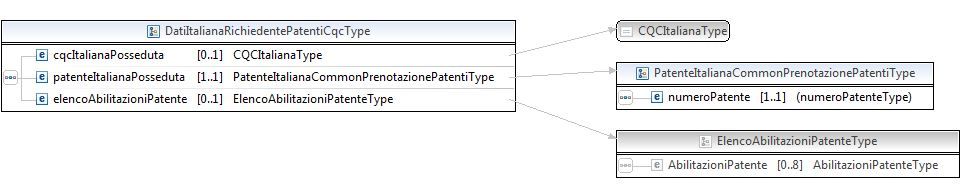 DatiItalianaRichiedentePatentiCqcType
cqcItalianaPosseduta [0..1] CQCItalianaType
patenteItalianaPosseduta [1..1] PatenteItalianaCommonPrenotazionePatentiType
elencoAbilitazioniPatente [0..1] ElencoAbilitazioniPatenteType
CQCItalianaType
PatenteItalianaCommonPrenotazionePatentiType
numeroPatente [1..1] (numeroPatenteType)
ElencoAbilitazioniPatenteType
AbilitazioniPatente [0..8] AbilitazioniPatenteType